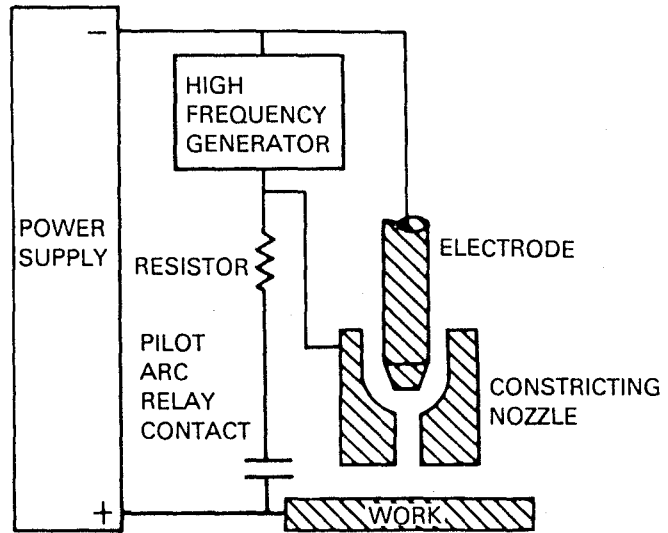 −
HIGH
FREQUENCY
GENERATOR
POWER
SUPPLY
RESISTOR
ELECTRODE
PILOT
ARC
RELAY
CONTACT
CONSTRICTING
NOZZLE
+
WORK